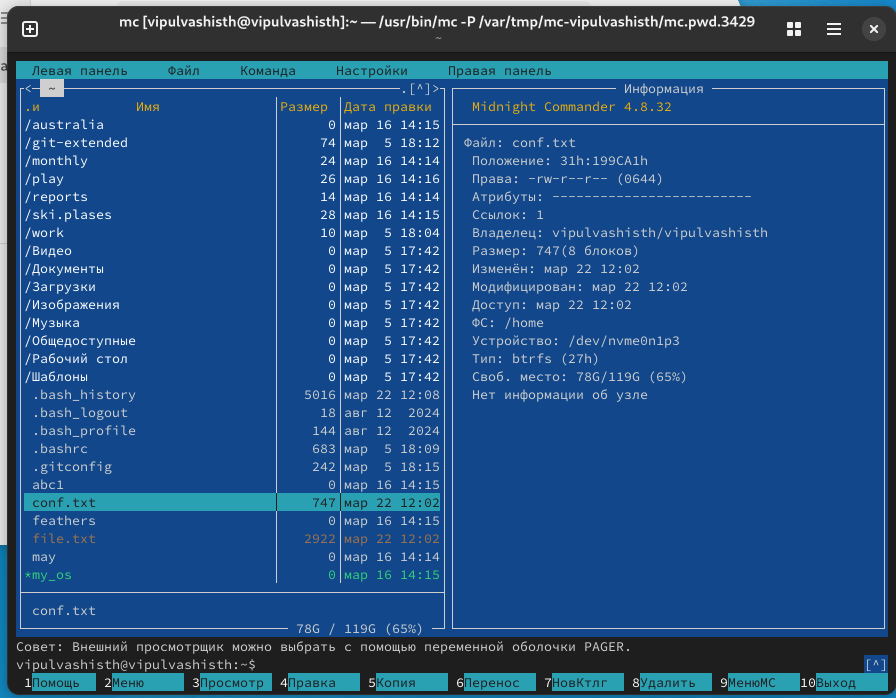 mc [vipulvashisth@vipulvashisth]:~ — /usr/bin/mc -P /var/tmp/mc-vipulvashisth/mc.pwd.3429
~
Левая панель Файл Команда Настройки Правая панель
<- ~ .[^]>
.и Имя Размер Дата правки
/australia 0 мар 16 14:15
/git-extended 74 мар 5 18:12
/monthly 24 мар 16 14:14
/play 26 мар 16 14:16
/reports 14 мар 16 14:14
/ski.plases 28 мар 16 14:15
/work 10 мар 5 18:04
/Видео 0 мар 5 17:42
/Документы 0 мар 5 17:42
/Загрузки 0 мар 5 17:42
/Изображения 0 мар 5 17:42
/Музыка 0 мар 5 17:42
/Общедоступные 0 мар 5 17:42
/Рабочий стол 0 мар 5 17:42
/Шаблоны 0 мар 5 17:42
.bash_history 5016 мар 22 12:08
.bash_logout 18 авг 12 2024
.bash_profile 144 авг 12 2024
.bashrc 683 мар 5 18:09
.gitconfig 242 мар 5 18:15
abc1 0 мар 16 14:15
conf.txt 747 мар 22 12:02
feathers 0 мар 16 14:15
file.txt 2922 мар 22 12:02
may 0 мар 16 14:14
*my_os 0 мар 16 14:15
conf.txt
78G / 119G (65%)
Информация
Midnight Commander 4.8.32
Файл: conf.txt
Положение: 31h:199CA1h
Права: -rw-r--r-- (0644)
Атрибуты: -------------------------
Ссылок: 1
Владелец: vipulvashisth/vipulvashisth
Размер: 747(8 блоков)
Изменён: мар 22 12:02
Модифицирован: мар 22 12:02
Доступ: мар 22 12:02
ФС: /home
Устройство: /dev/nvme0n1p3
Тип: btrfs (27h)
Своб. место: 78G/119G (65%)
Нет информации об узле
Совет: Внешний просмотрщик можно выбрать с помощью переменной оболочки PAGER.
vipulvashisth@vipulvashisth:~$ [^]
1Помощь 2Меню 3Просмотр 4Правка 5Копия 6Перенос 7НовКтлг 8Удалить 9МенюМС 10Выход